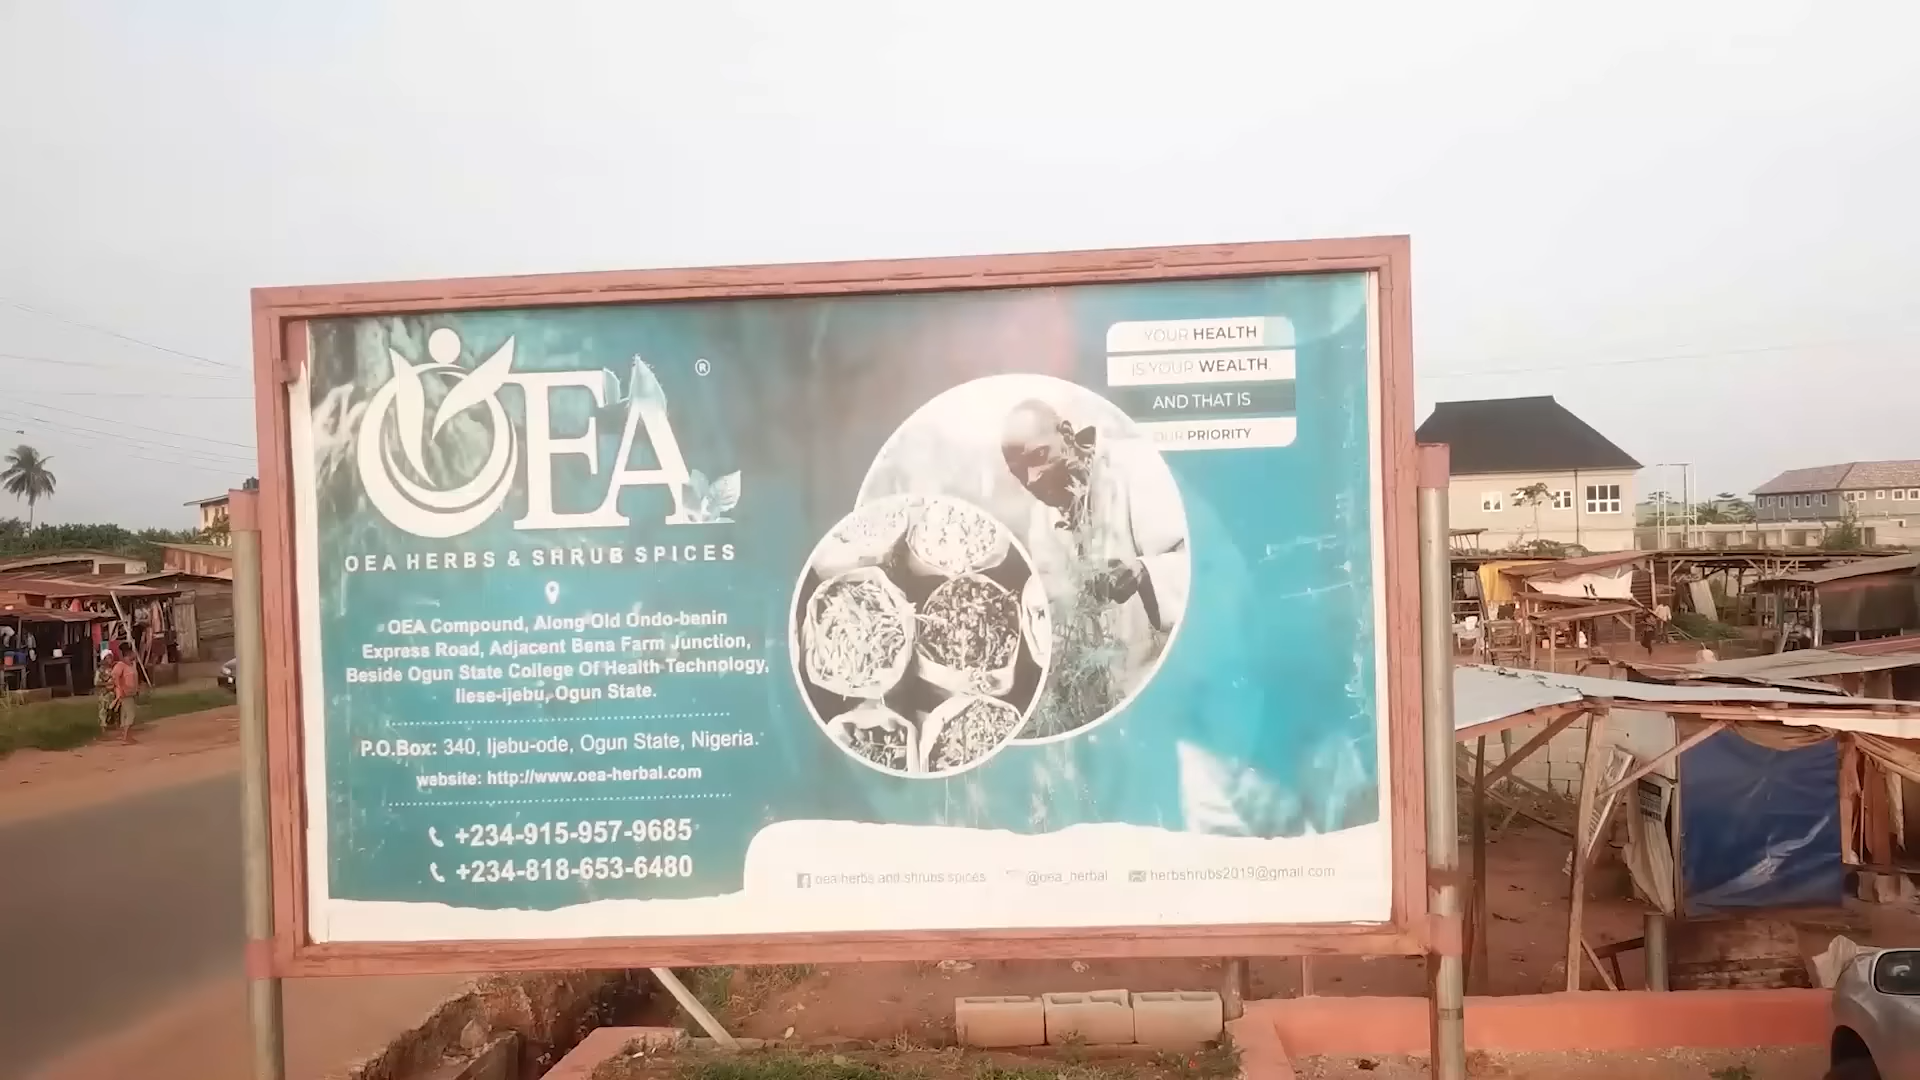 OEA ®
OEA HERBS & SHRUB SPICES
OEA Compound, Along Old Ondo-benin
Express Road, Adjacent Bena Farm Junction,
Beside Ogun State College Of Health Technology,
Ilese-ijebu, Ogun State.
P.O.Box: 340, Ijebu-ode, Ogun State, Nigeria.
website: http://www.oea-herbal.com
+234-915-957-9685
+234-818-653-6480
YOUR HEALTH
IS YOUR WEALTH
AND THAT IS
OUR PRIORITY
oea herbs and shrubs spices
@oea_herbal
herbshrubs2019@gmail.com